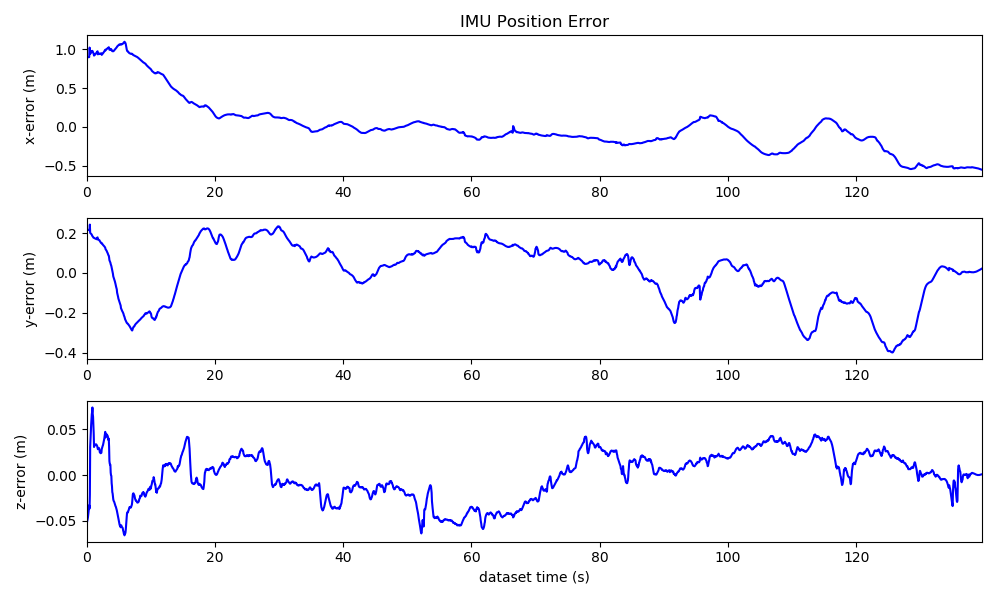 IMU Position Error
x-error (m)
1.0
0.5
0.0
−0.5
0 20 40 60 80 100 120
y-error (m)
0.2
0.0
−0.2
−0.4
0 20 40 60 80 100 120
z-error (m)
0.05
0.00
−0.05
0 20 40 60 80 100 120
dataset time (s)